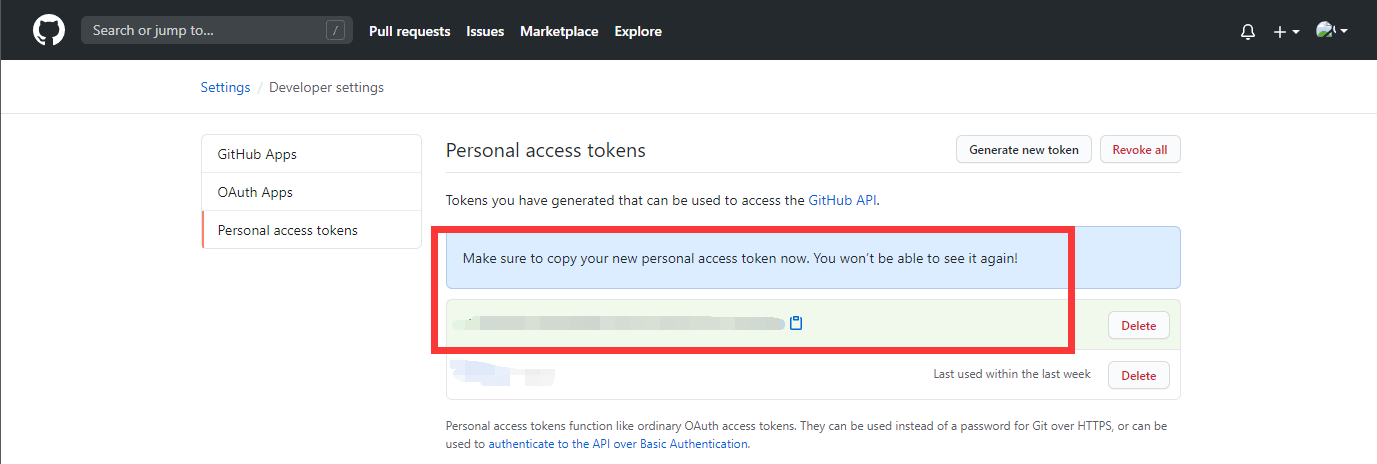 Search or jump to... / Pull requests Issues Marketplace Explore
Settings / Developer settings
GitHub Apps
OAuth Apps
Personal access tokens
Personal access tokens Generate new token Revoke all
Tokens you have generated that can be used to access the GitHub API.
Make sure to copy your new personal access token now. You won't be able to see it again!
Delete
Last used within the last week Delete
Personal access tokens function like ordinary OAuth access tokens. They can be used instead of a password for Git over HTTPS, or can be
used to authenticate to the API over Basic Authentication.